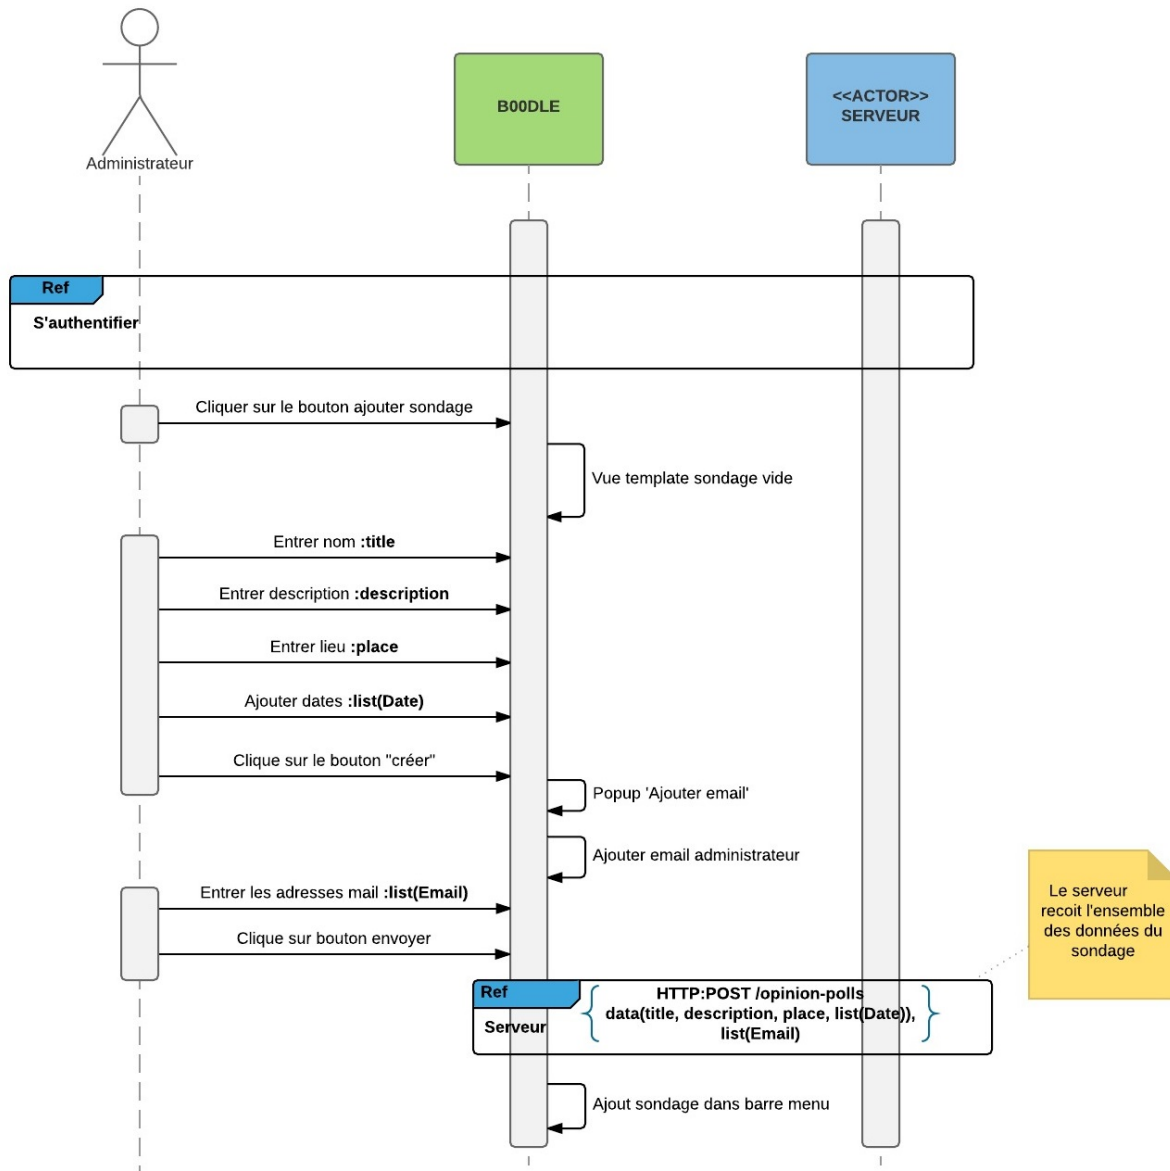 Administrateur
B00DLE
<<ACTOR>>
SERVEUR
Ref
S'authentifier
Cliquer sur le bouton ajouter sondage
Vue template sondage vide
Entrer nom :title
Entrer description :description
Entrer lieu :place
Ajouter dates :list(Date)
Clique sur le bouton "créer"
Popup 'Ajouter email'
Ajouter email administrateur
Entrer les adresses mail :list(Email)
Clique sur bouton envoyer
Le serveur
recoit l'ensemble
des données du
sondage
Ref
Serveur
HTTP:POST /opinion-polls
data(title, description, place, list(Date)),
list(Email)
Ajout sondage dans barre menu